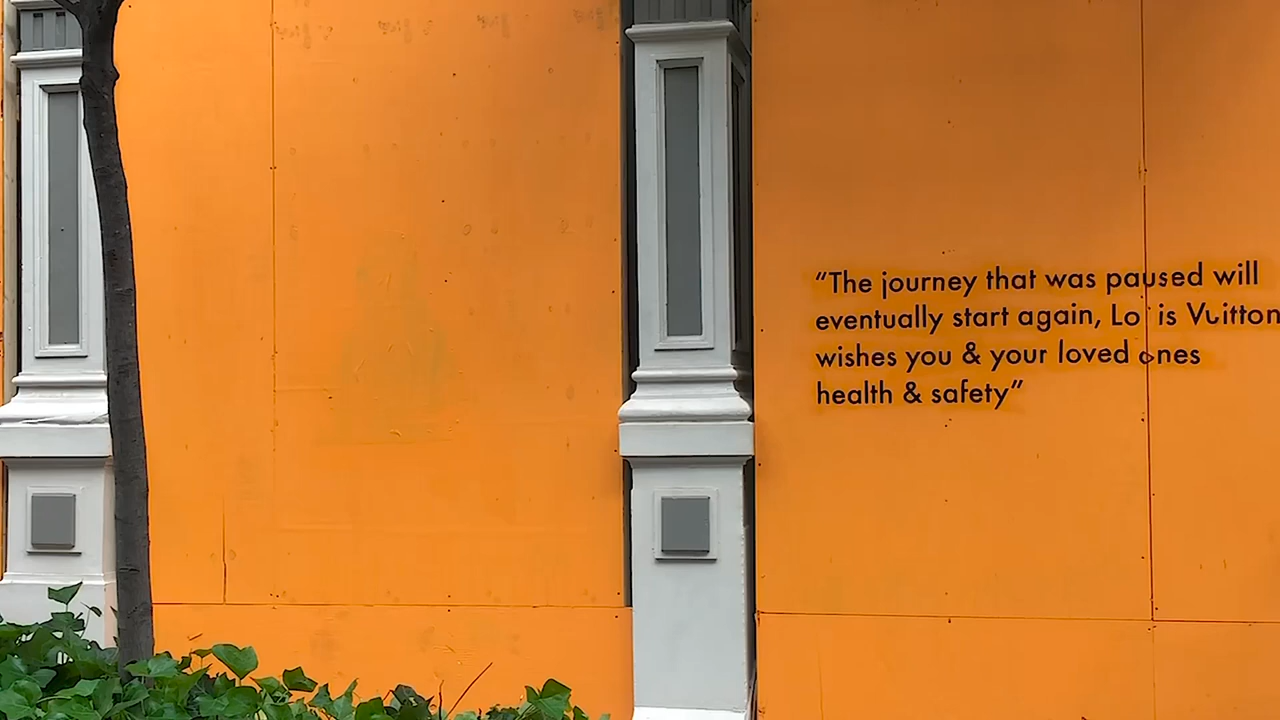 “The journey that was paused will
eventually start again, Lo is Vuitton
wishes you & your loved ones
health & safety”